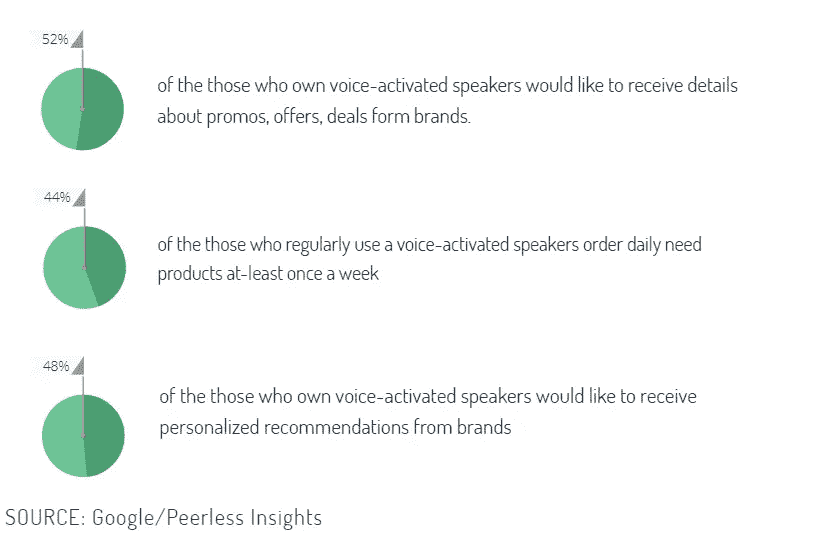 52%
of the those who own voice-activated speakers would like to receive details
about promos, offers, deals form brands.
44%
of the those who regularly use a voice-activated speakers order daily need
products at-least once a week
48%
of the those who own voice-activated speakers would like to receive
personalized recommendations from brands
SOURCE: Google/Peerless Insights